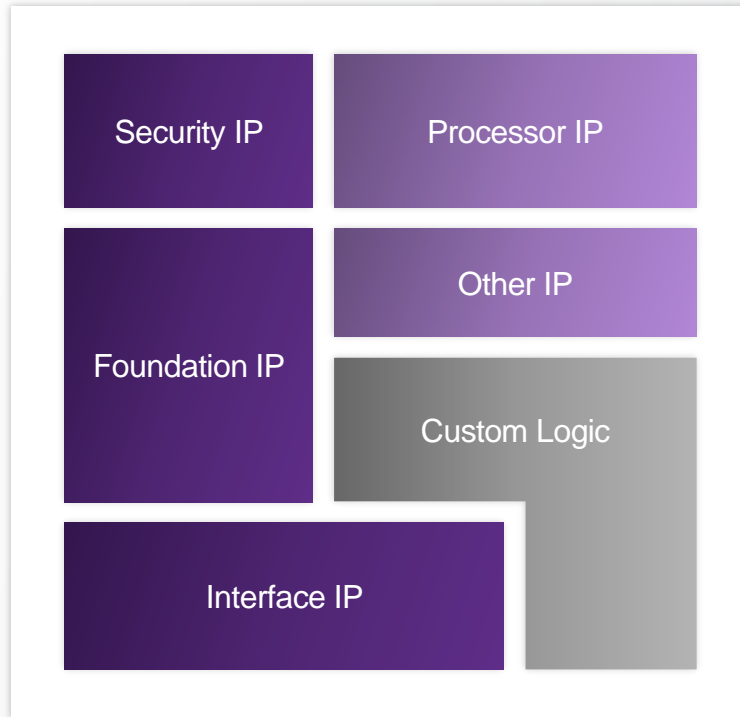 Security IP
Processor IP
Other IP
Foundation IP
Custom Logic
Interface IP